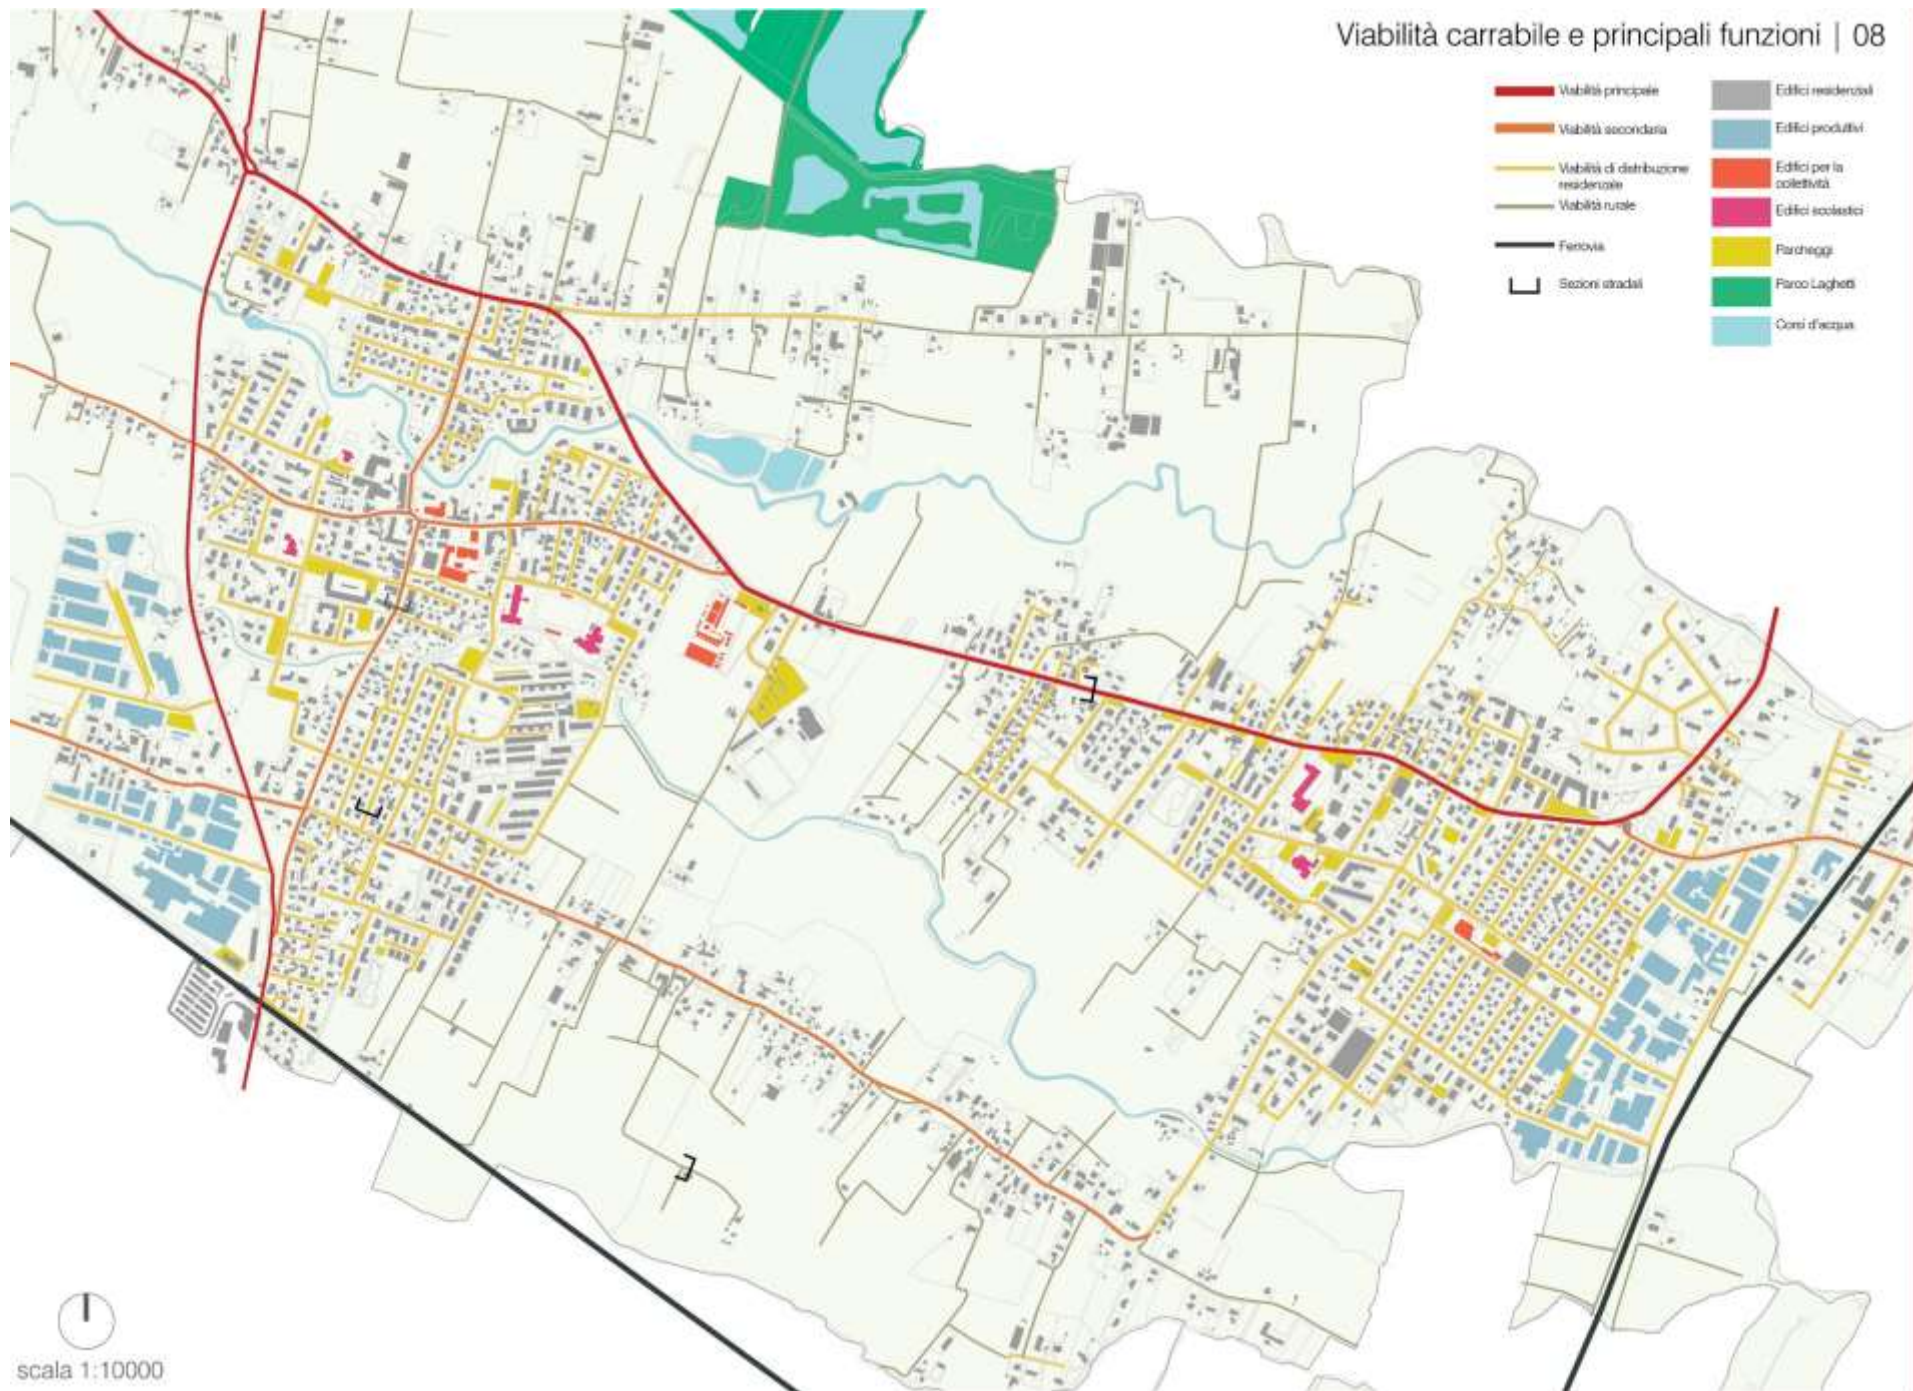 Viabilità carrabile e principali funzioni | 08
Viabilità principale
Viabilità secondaria
Viabilità di distribuzione
residenziale
Viabilità rurale
Ferrovia
Sezioni stradali
Edifici residenziali
Edifici produttivi
Edifici per la
collettività
Edifici scolastici
Parcheggi
Parco Laghetti
Corsi d'acqua
scala 1:10000